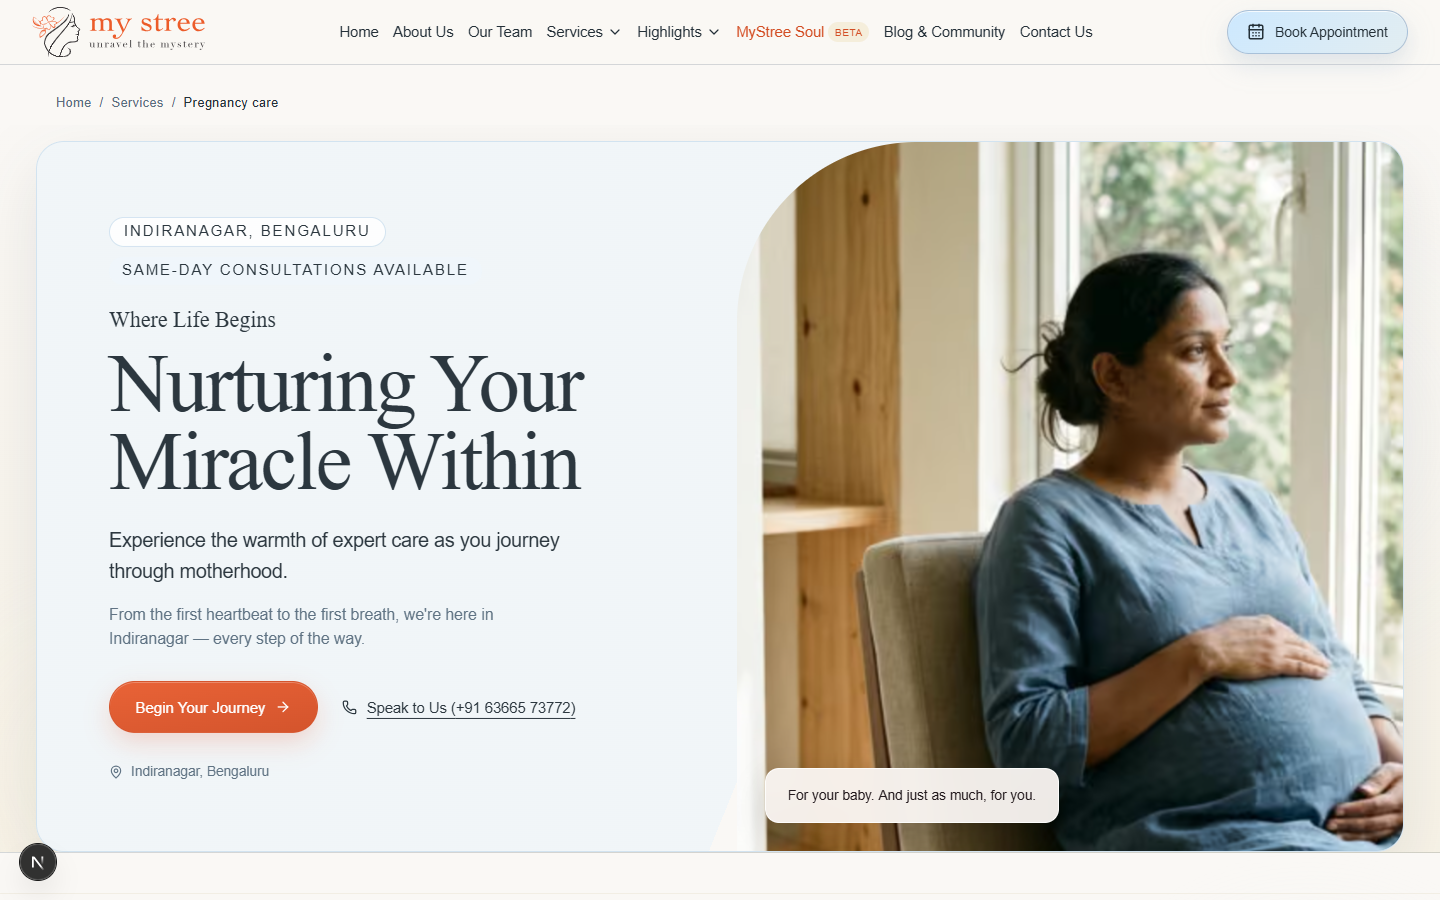 my stree
unravel the mystery
Home
About Us
Our Team
Services
Highlights
MyStree Soul BETA
Blog & Community
Contact Us
Book Appointment
Home / Services / Pregnancy care
INDIRANAGAR, BENGALURU
SAME-DAY CONSULTATIONS AVAILABLE
Where Life Begins
Nurturing Your
Miracle Within
Experience the warmth of expert care as you journey
through motherhood.
From the first heartbeat to the first breath, we're here in
Indiranagar — every step of the way.
Begin Your Journey
Speak to Us (+91 63665 73772)
Indiranagar, Bengaluru
For your baby. And just as much, for you.
N